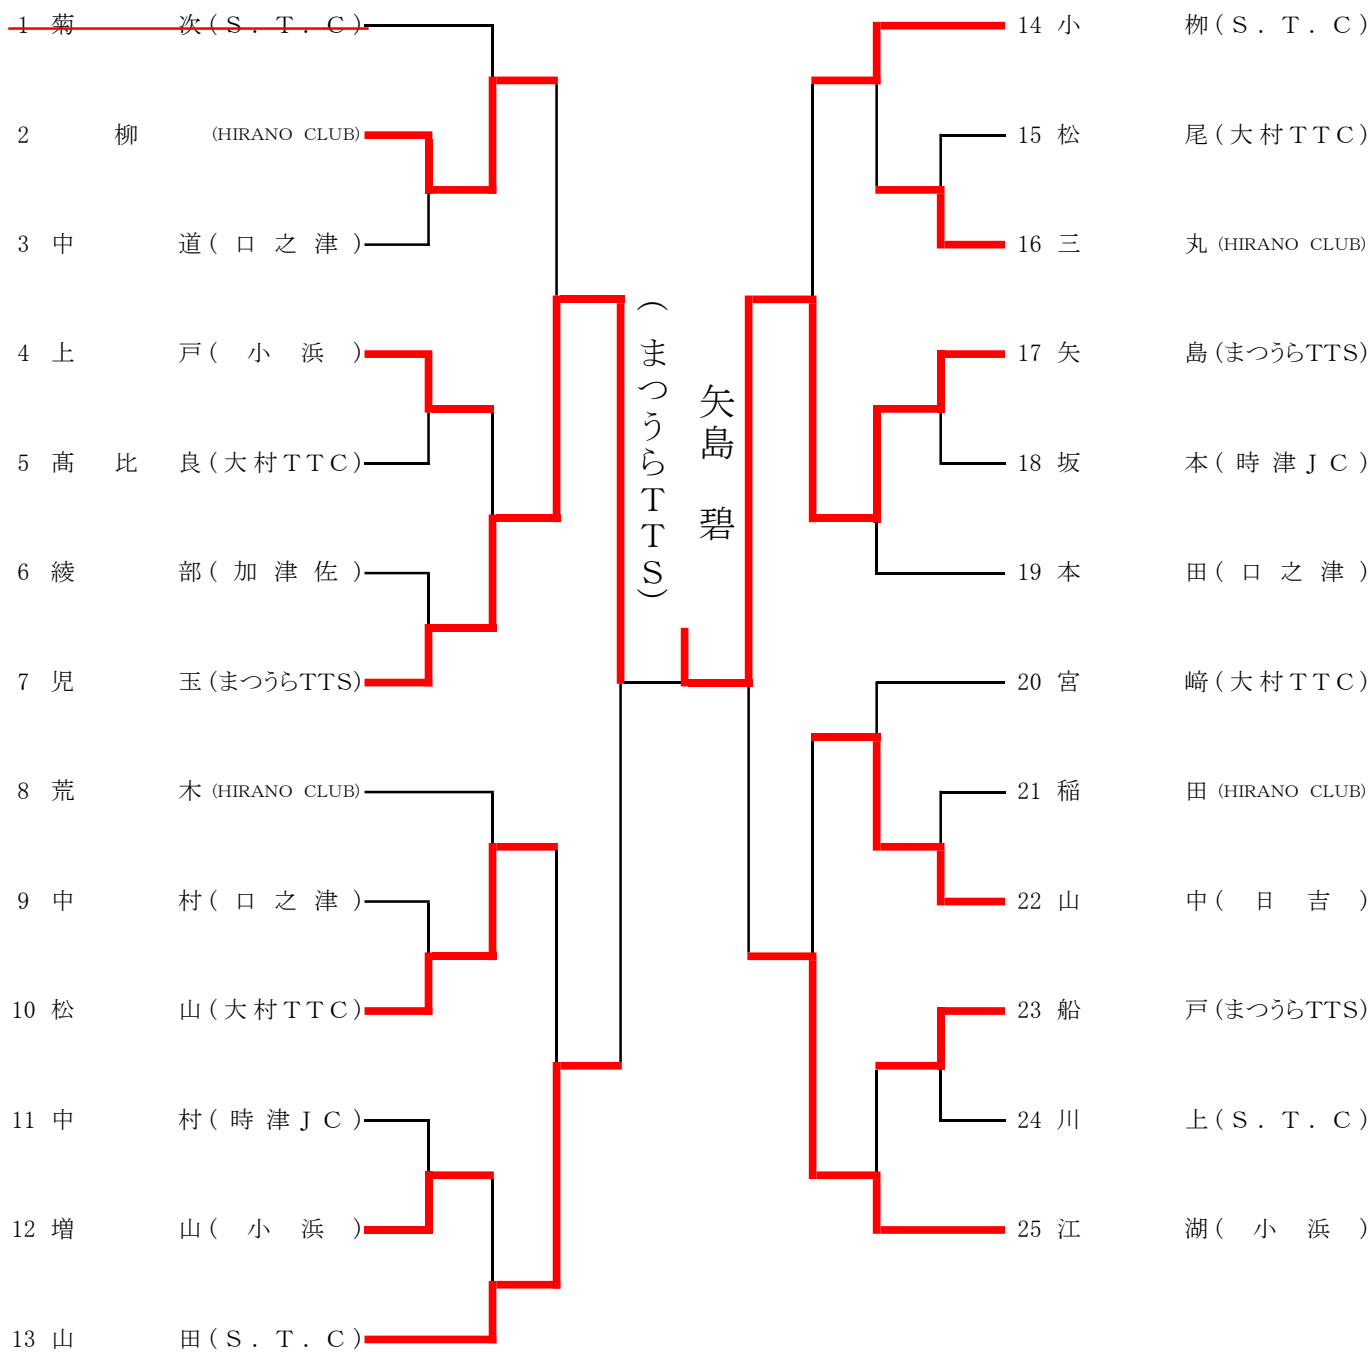 1 菊 次 (S.T.C)
2 柳 (HIRANO CLUB)
3 中 道 (口之津)
4 上 戸 (小浜)
5 髙 比 良 (大村TTC)
6 綾 部 (加津佐)
7 児 玉 (まつうらTTS)
8 荒 木 (HIRANO CLUB)
9 中 村 (口之津)
10 松 山 (大村TTC)
11 中 村 (時津JC)
12 増 山 (小浜)
13 山 田 (S.T.C)
矢島 碧
(まつうらTTS)
14 小 栁 (S.T.C)
15 松 尾 (大村TTC)
16 三 丸 (HIRANO CLUB)
17 矢 島 (まつうらTTS)
18 坂 本 (時津JC)
19 本 田 (口之津)
20 宮 﨑 (大村TTC)
21 稲 田 (HIRANO CLUB)
22 山 中 (日吉)
23 船 戸 (まつうらTTS)
24 川 上 (S.T.C)
25 江 湖 (小浜)